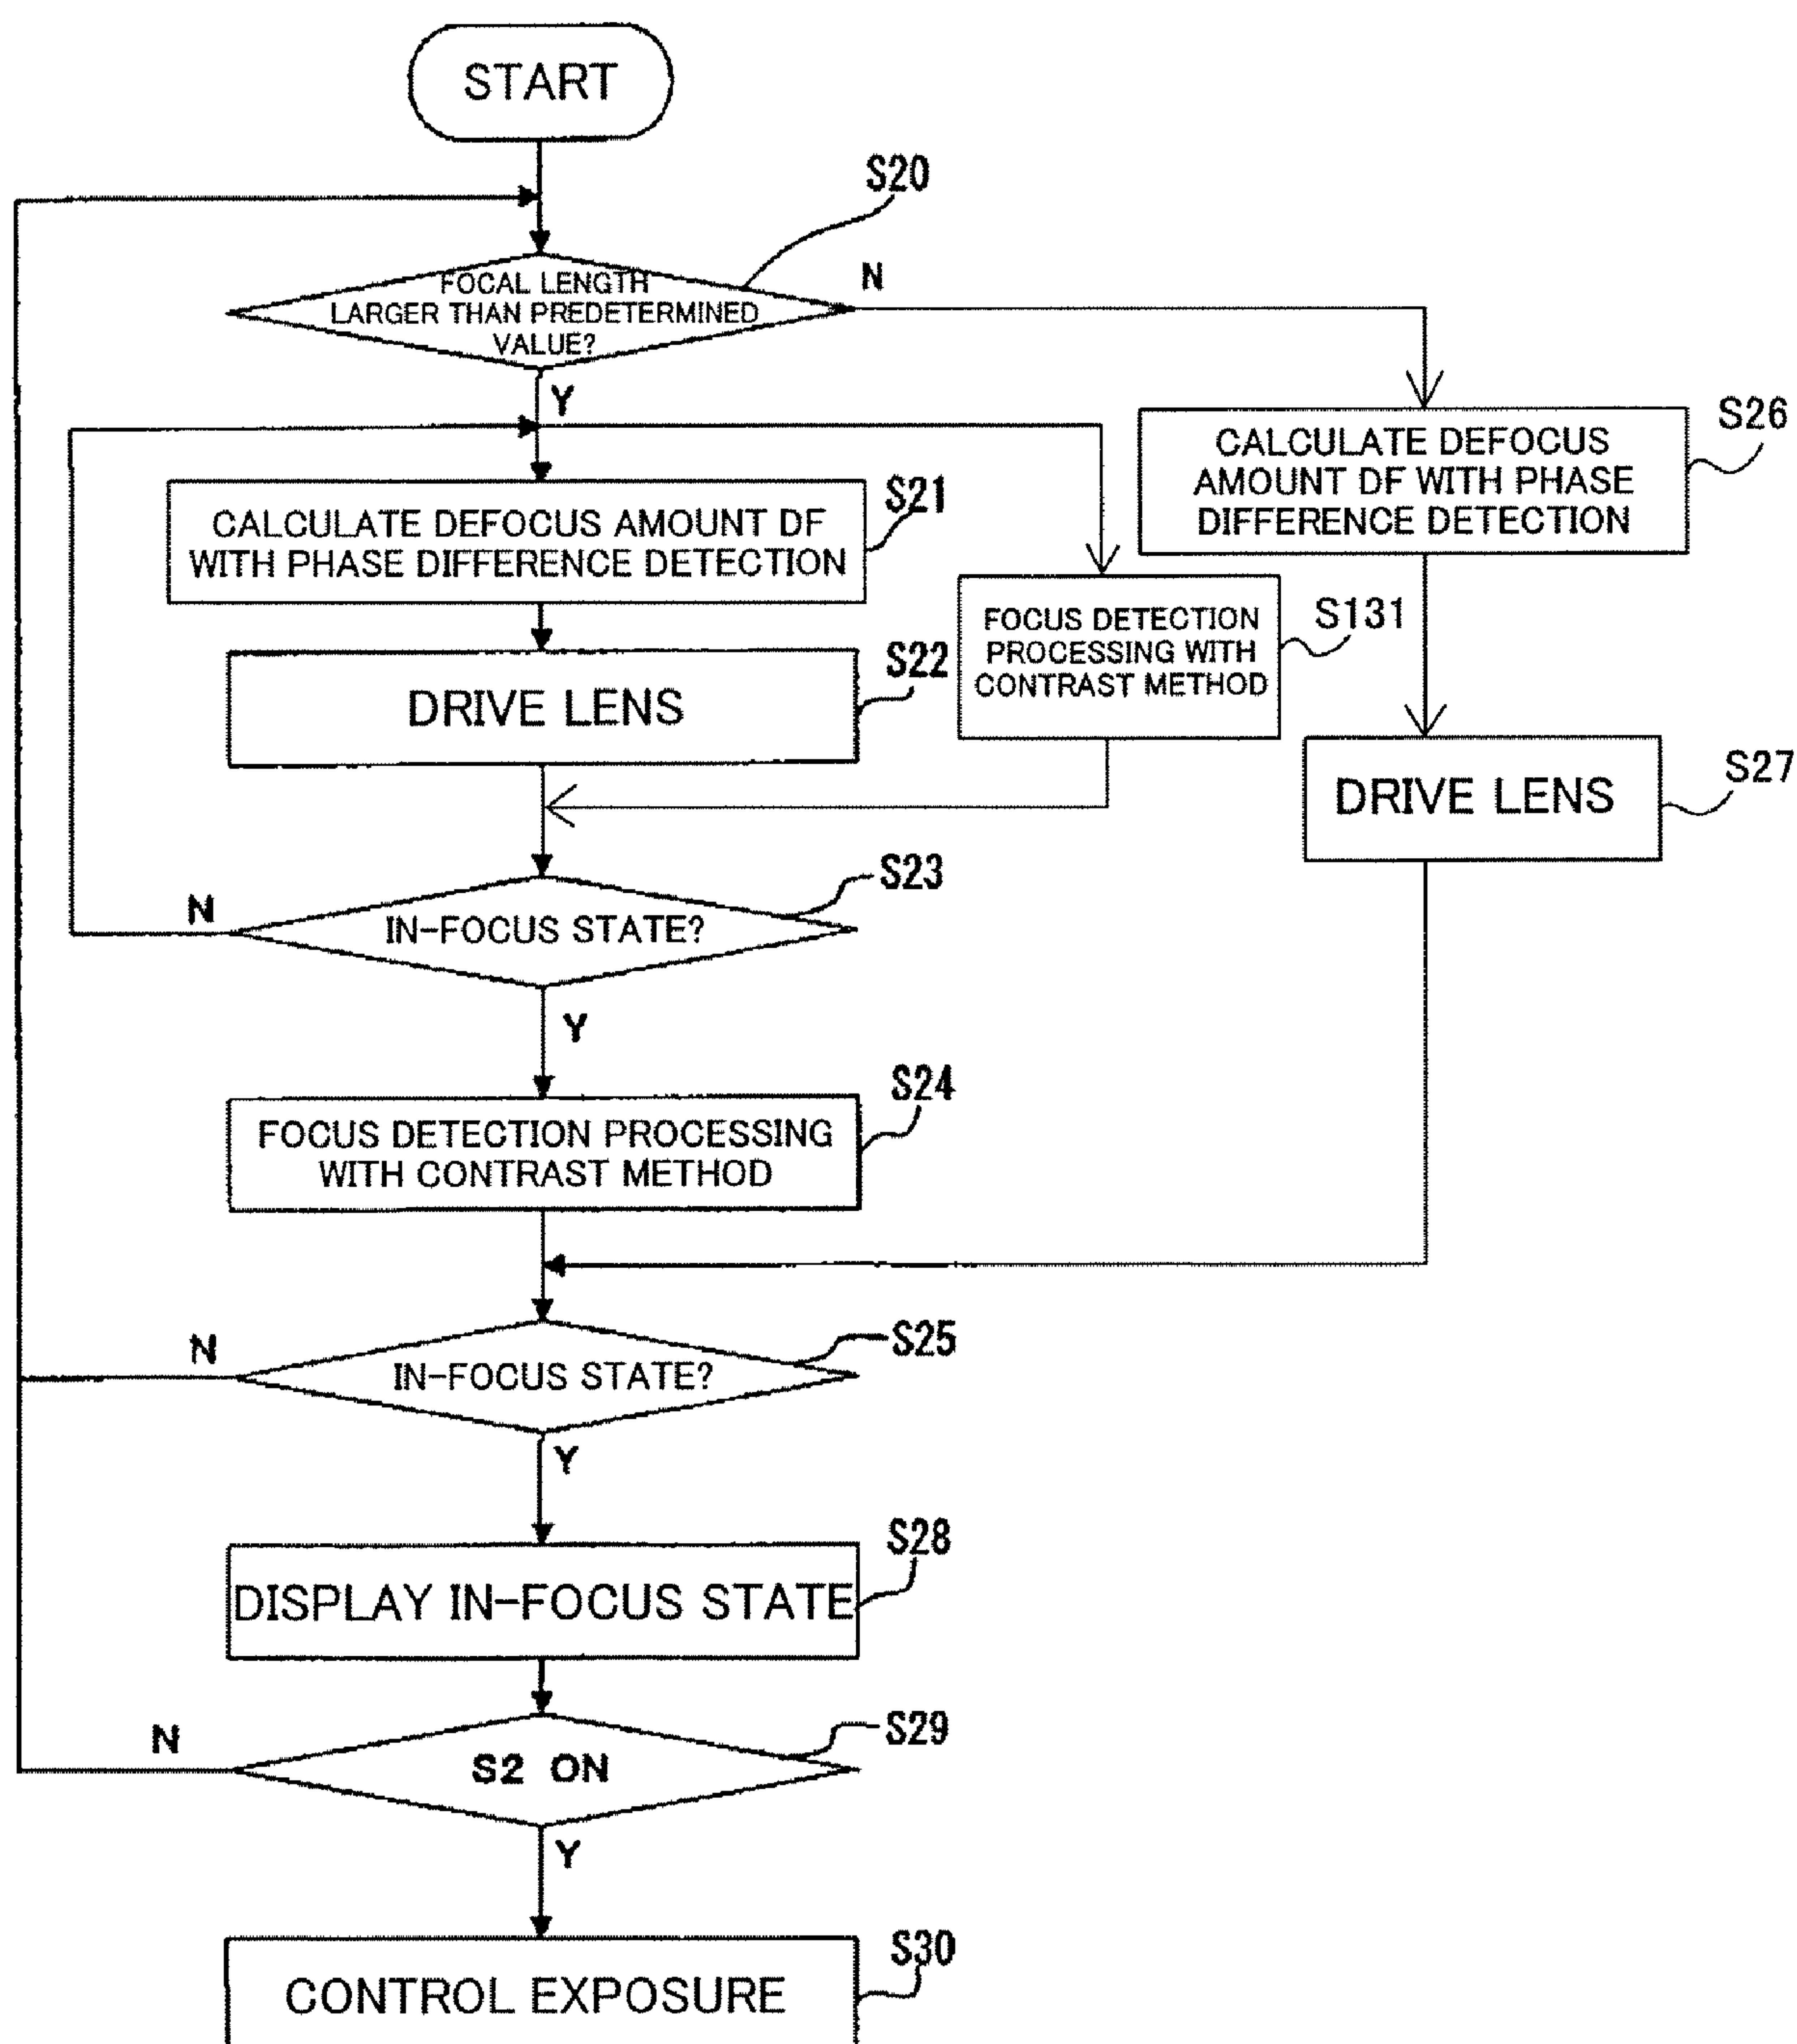 START
S20
FOCAL LENGTH
LARGER THAN PREDETERMINED
VALUE?
N
Y
S26
CALCULATE DEFOCUS
AMOUNT DF WITH PHASE
DIFFERENCE DETECTION
S21
CALCULATE DEFOCUS AMOUNT DF
WITH PHASE DIFFERENCE DETECTION
S131
FOCUS DETECTION
PROCESSING WITH
CONTRAST METHOD
S22
DRIVE LENS
S27
DRIVE LENS
S23
N
IN-FOCUS STATE?
Y
S24
FOCUS DETECTION PROCESSING
WITH CONTRAST METHOD
S25
N
IN-FOCUS STATE?
Y
S28
DISPLAY IN-FOCUS STATE
S29
N
S2 ON
Y
S30
CONTROL EXPOSURE